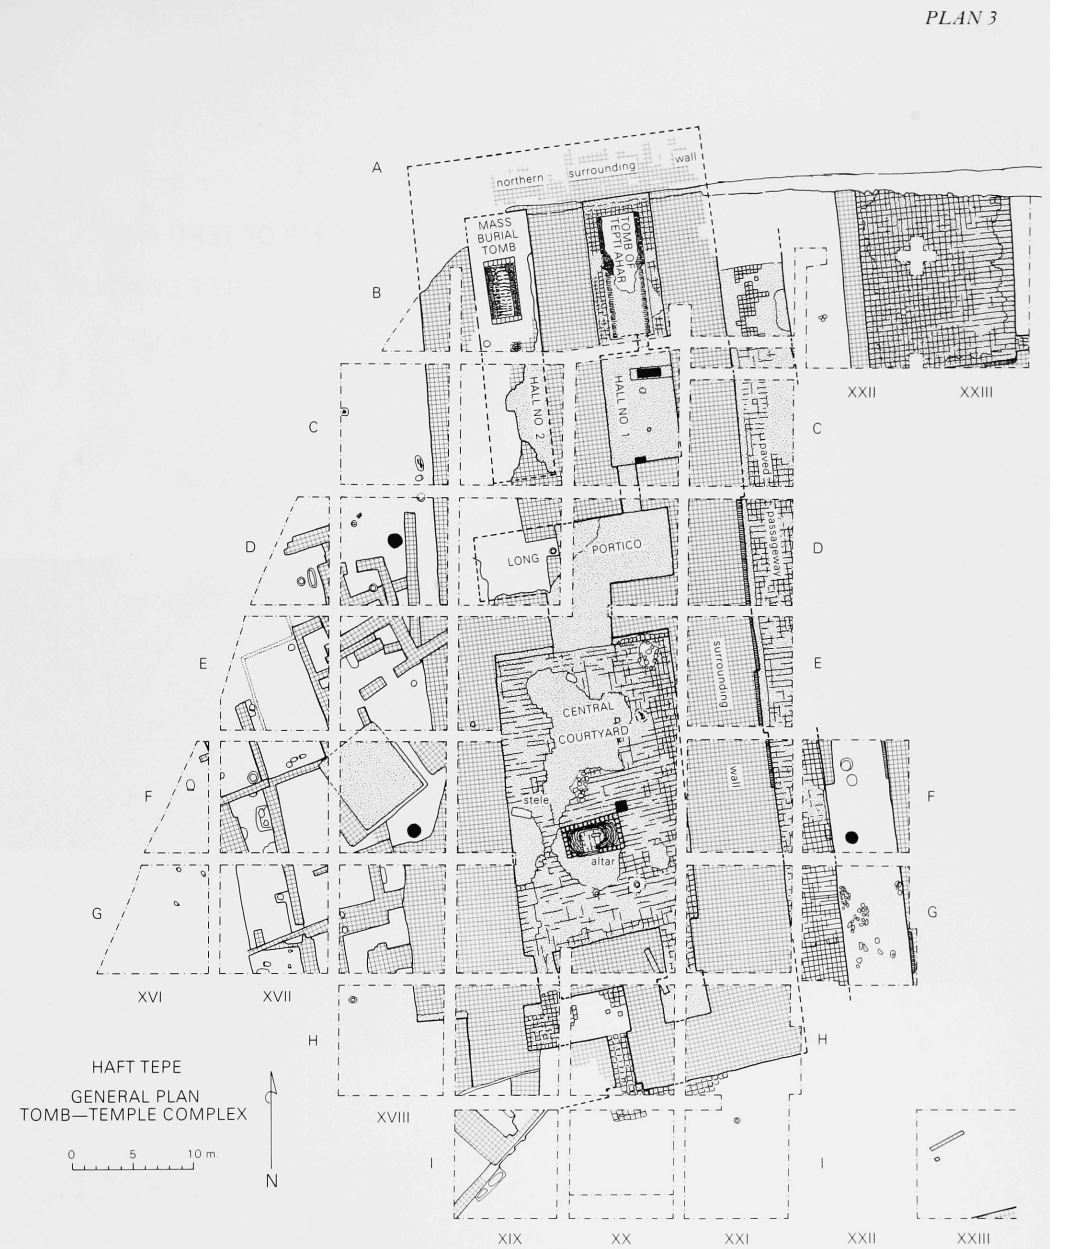 PLAN 3
A
northern
surrounding
wall
MASS
BURIAL
TOMB
TOMB OF
TEPTI AHAR
B
XXII
XXIII
HALL NO 2
HALL NO 1
C
C
unpaved
D
LONG
PORTICO
passageway
D
E
surrounding
E
CENTRAL
COURTYARD
F
stele
wall
F
altar
G
G
XVI
XVII
H
H
HAFT TEPE
GENERAL PLAN
TOMB—TEMPLE COMPLEX
XVIII
0 5 10 m.
N
I
I
XIX
XX
XXI
XXII
XXIII